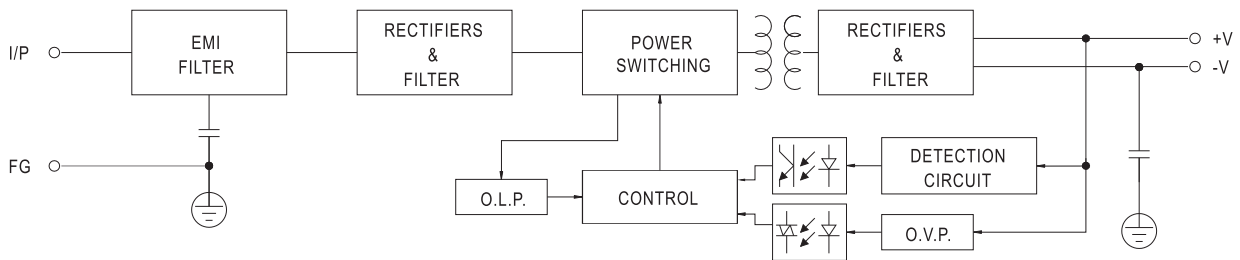 I/P
EMI
FILTER
RECTIFIERS
&
FILTER
POWER
SWITCHING
RECTIFIERS
&
FILTER
+V
-V
FG
O.L.P.
CONTROL
DETECTION
CIRCUIT
O.V.P.